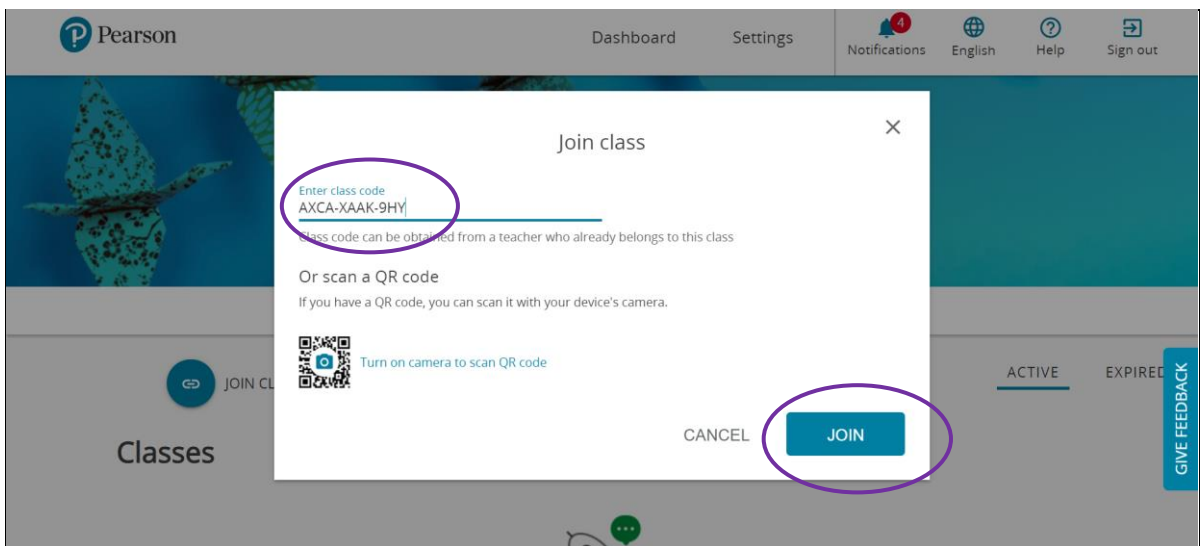 Pearson
Dashboard
Settings
4
Notifications
English
Help
Sign out
Join class
Enter class code
AXCA-XAAK-9HY
Class code can be obtained from a teacher who already belongs to this class
Or scan a QR code
If you have a QR code, you can scan it with your device's camera.
Turn on camera to scan QR code
JOIN CL
ACTIVE
EXPIRED
CANCEL
JOIN
Classes
GIVE FEEDBACK